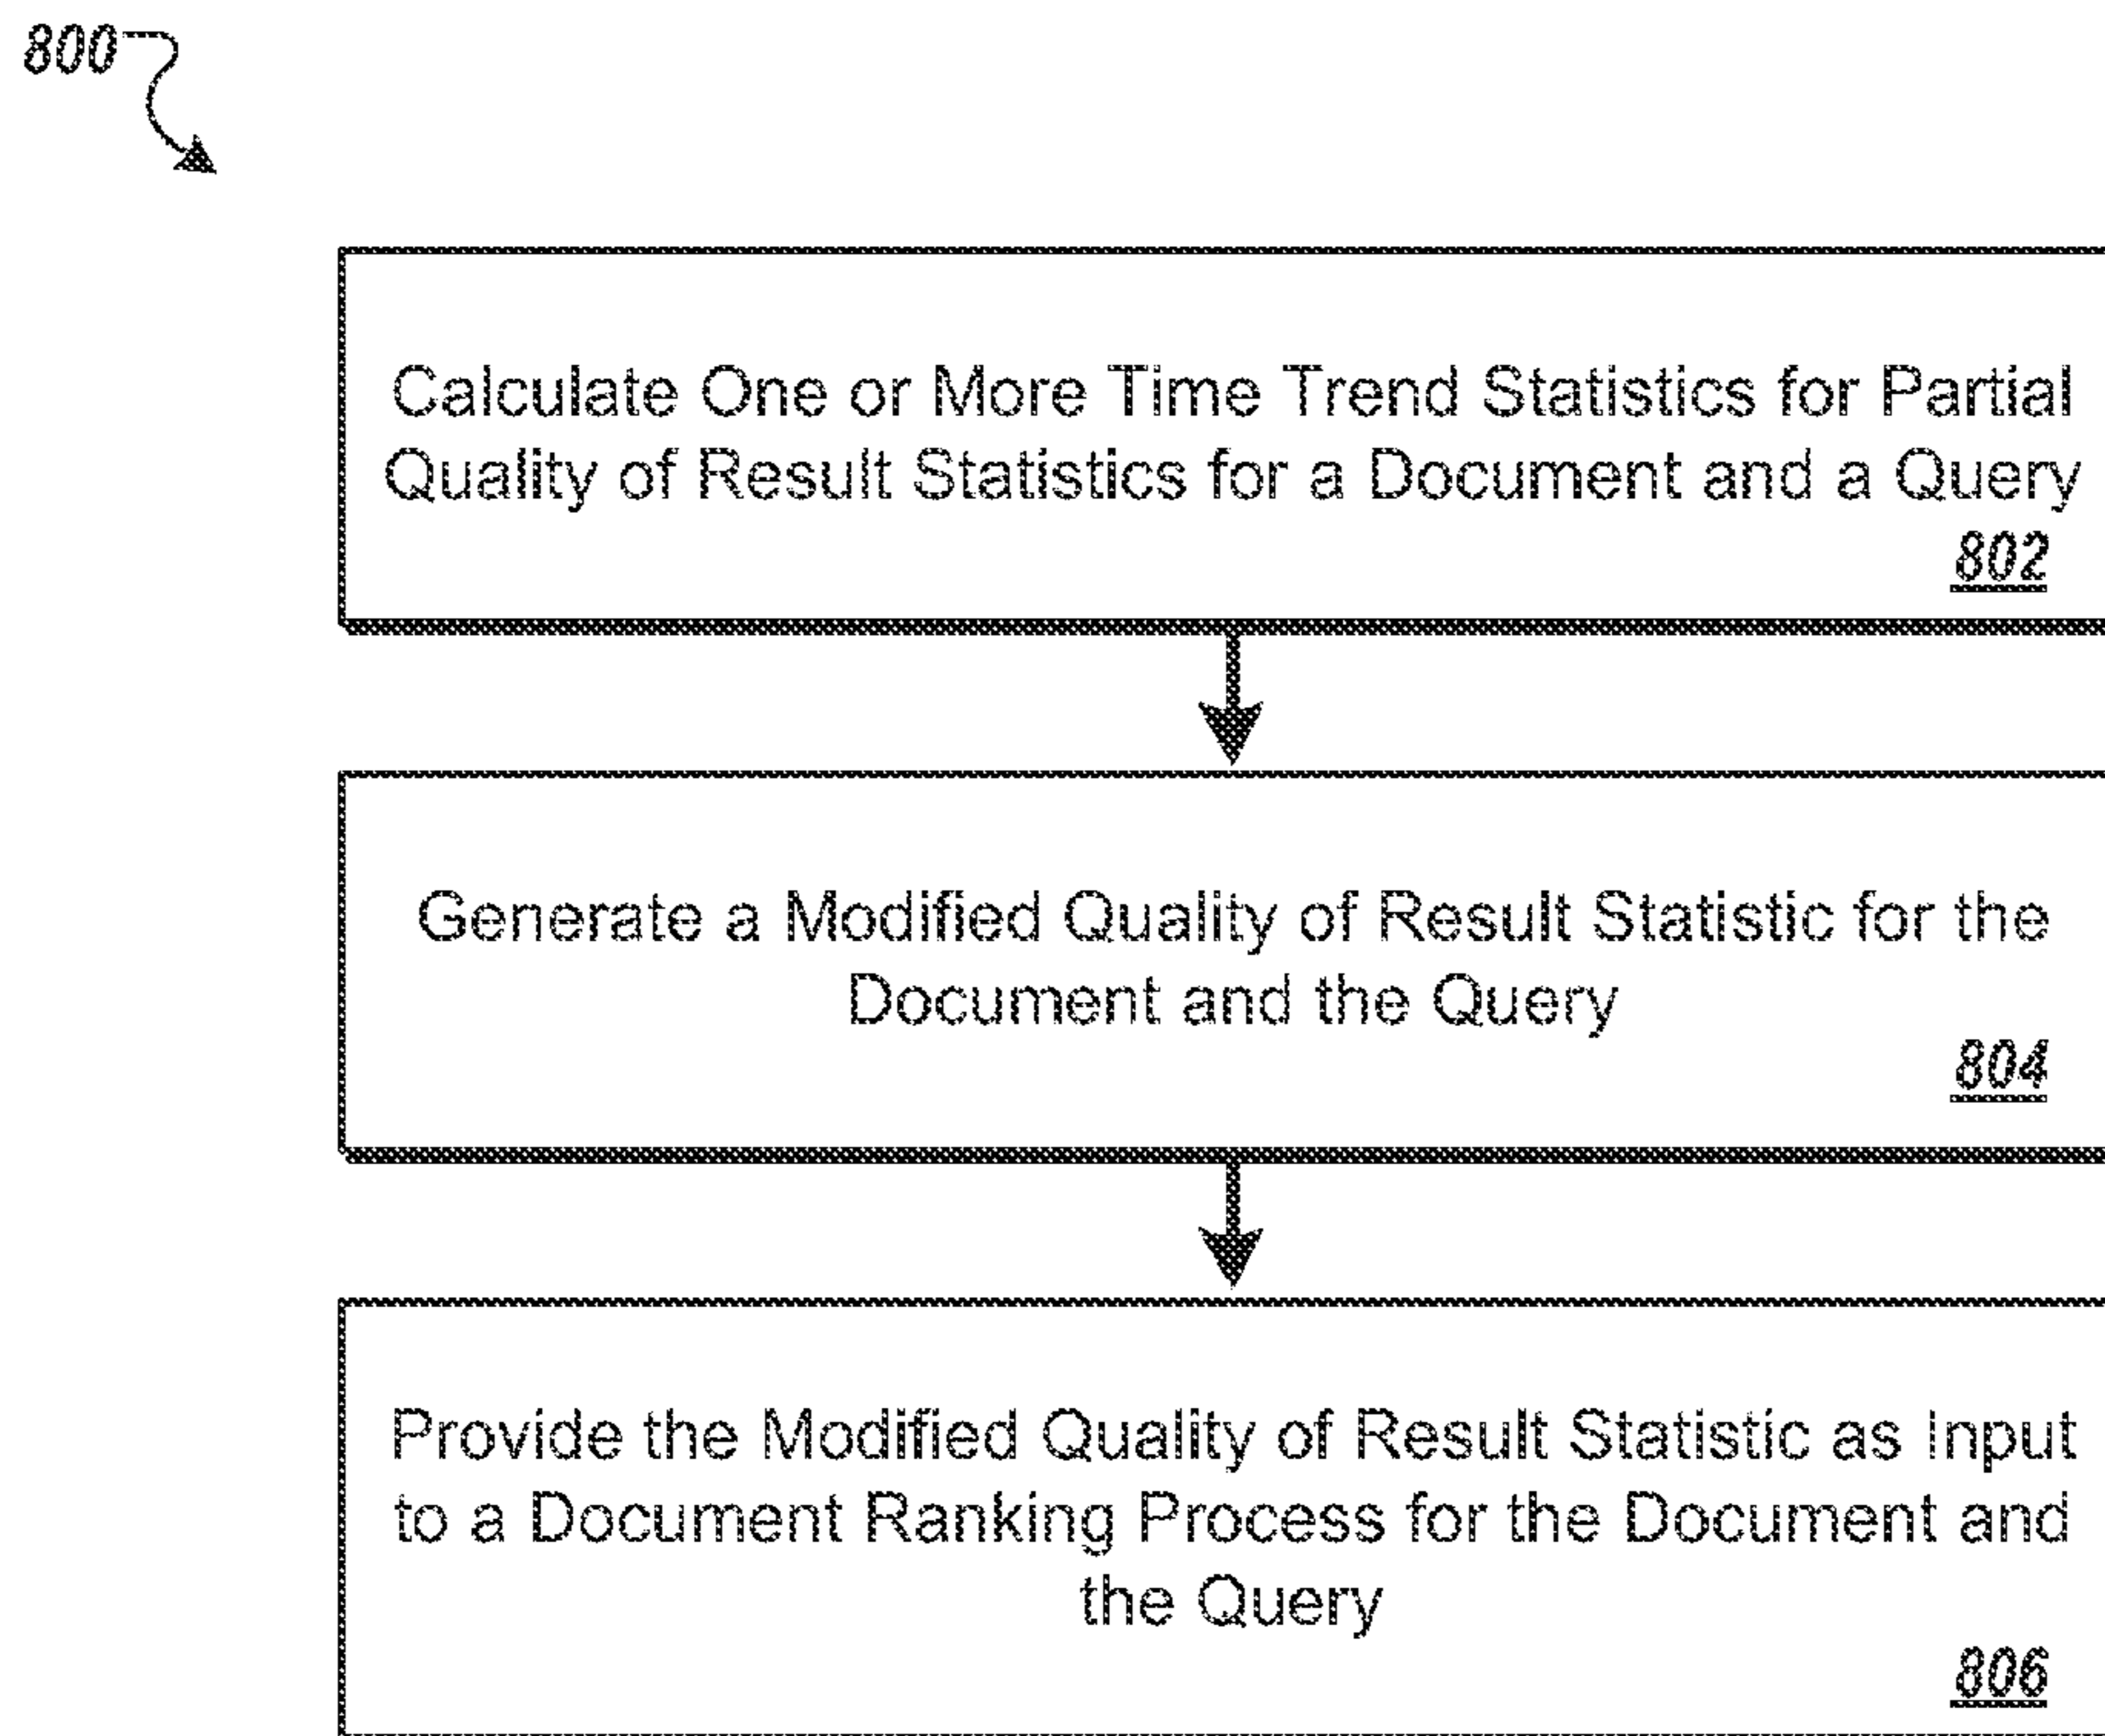 800
Calculate One or More Time Trend Statistics for Partial
Quality of Result Statistics for a Document and a Query
802
Generate a Modified Quality of Result Statistic for the
Document and the Query
804
Provide the Modified Quality of Result Statistic as Input
to a Document Ranking Process for the Document and
the Query
806